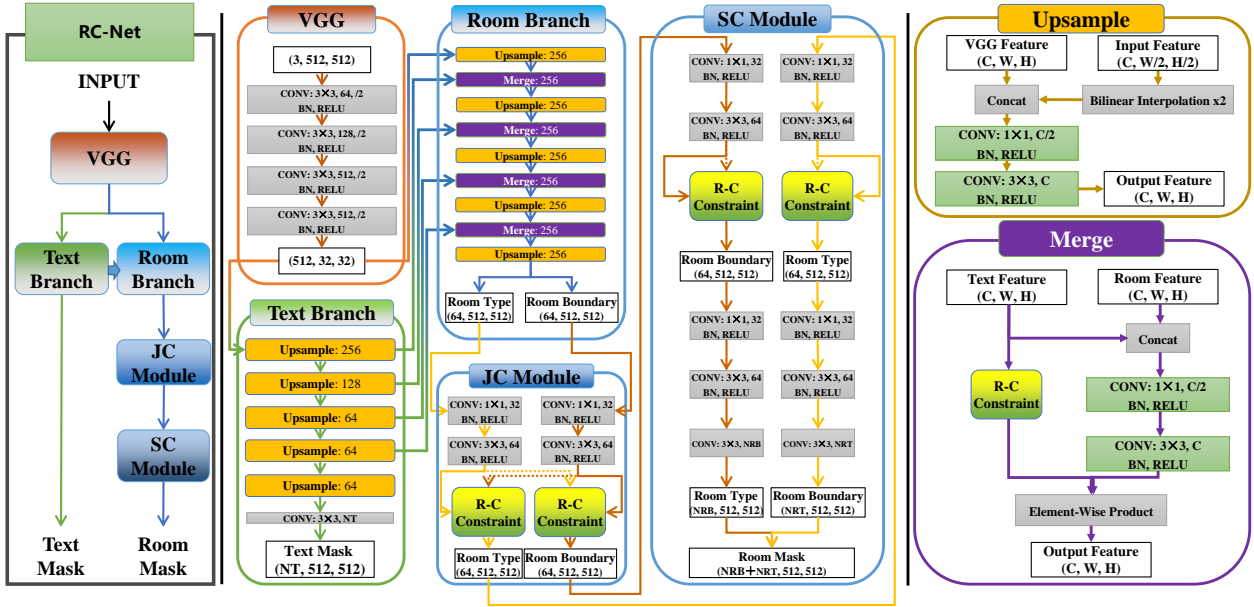 RC-Net
INPUT
VGG
Text
Branch
Room
Branch
JC
Module
SC
Module
Text
Mask
Room
Mask
VGG
(3, 512, 512)
CONV: 3×3, 64, /2
BN, RELU
CONV: 3×3, 128, /2
BN, RELU
CONV: 3×3, 512, /2
BN, RELU
CONV: 3×3, 512, /2
BN, RELU
(512, 32, 32)
Text Branch
Upsample: 256
Upsample: 128
Upsample: 64
Upsample: 64
Upsample: 64
CONV: 3×3, NT
Text Mask
(NT, 512, 512)
Room Branch
Upsample: 256
Merge: 256
Upsample: 256
Merge: 256
Upsample: 256
Merge: 256
Upsample: 256
Merge: 256
Upsample: 256
Room Type
(64, 512, 512)
Room Boundary
(64, 512, 512)
JC Module
CONV: 1×1, 32
BN, RELU
CONV: 1×1, 32
BN, RELU
CONV: 3×3, 64
BN, RELU
CONV: 3×3, 64
BN, RELU
R-C
Constraint
R-C
Constraint
Room Type
(64, 512, 512)
Room Boundary
(64, 512, 512)
SC Module
CONV: 1×1, 32
BN, RELU
CONV: 1×1, 32
BN, RELU
CONV: 3×3, 64
BN, RELU
CONV: 3×3, 64
BN, RELU
R-C
Constraint
R-C
Constraint
Room Boundary
(64, 512, 512)
Room Type
(64, 512, 512)
CONV: 1×1, 32
BN, RELU
CONV: 1×1, 32
BN, RELU
CONV: 3×3, 64
BN, RELU
CONV: 3×3, 64
BN, RELU
CONV: 3×3, NRB
CONV: 3×3, NRT
Room Type
(NRB, 512, 512)
Room Boundary
(NRT, 512, 512)
Room Mask
(NRB+NRT, 512, 512)
Upsample
VGG Feature
(C, W, H)
Input Feature
(C, W/2, H/2)
Concat
Bilinear Interpolation x2
CONV: 1×1, C/2
BN, RELU
CONV: 3×3, C
BN, RELU
Output Feature
(C, W, H)
Merge
Text Feature
(C, W, H)
Room Feature
(C, W, H)
Concat
R-C
Constraint
CONV: 1×1, C/2
BN, RELU
CONV: 3×3, C
BN, RELU
Element-Wise Product
Output Feature
(C, W, H)